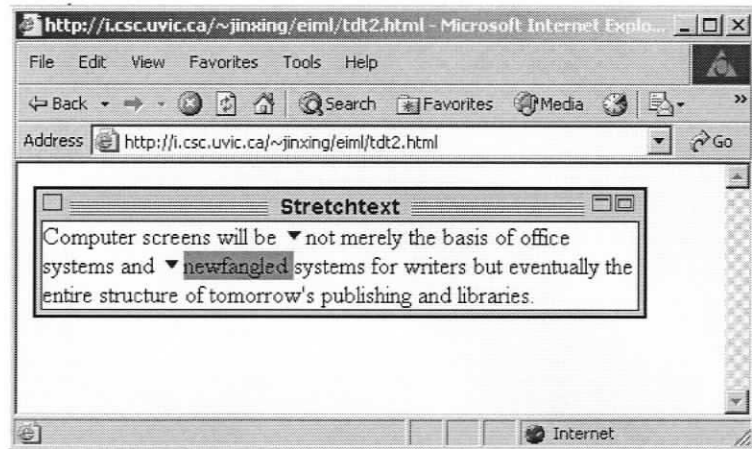 http://i.csc.uvic.ca/~jinxing/eiml/tdt2.html - Microsoft Internet Explo...
File Edit View Favorites Tools Help
Back Search Favorites Media »
Address http://i.csc.uvic.ca/~jinxing/eiml/tdt2.html Go
Stretchtext
Computer screens will be ▼not merely the basis of office
systems and ▼newfangled systems for writers but eventually the
entire structure of tomorrow's publishing and libraries.
Internet